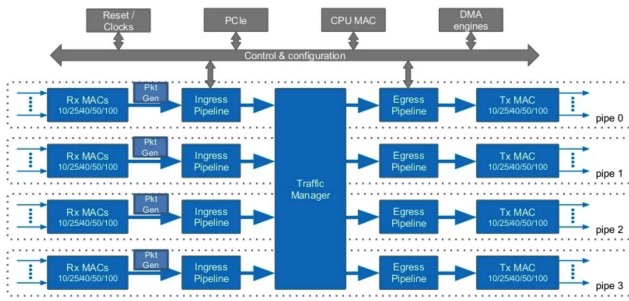 Reset /
Clocks
PCIe
CPU MAC
DMA
engines
Control & configuration
Rx MACs
10/25/40/50/100
Pkt
Gen
Ingress
Pipeline
Egress
Pipeline
Tx MAC
10/25/40/50/100
pipe 0
Rx MACs
10/25/40/50/100
Pkt
Gen
Ingress
Pipeline
Traffic
Manager
Egress
Pipeline
Tx MAC
10/25/40/50/100
pipe 1
Rx MACs
10/25/40/50/100
Pkt
Gen
Ingress
Pipeline
Egress
Pipeline
Tx MAC
10/25/40/50/100
pipe 2
Rx MACs
10/25/40/50/100
Pkt
Gen
Ingress
Pipeline
Egress
Pipeline
Tx MAC
10/25/40/50/100
pipe 3